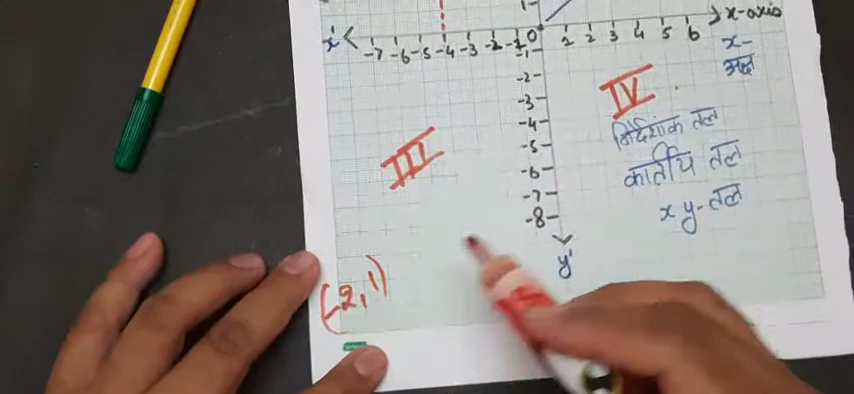 1
x' -7 -6 -5 -4 -3 -2 -1 0 2 2 3 4 5 6 x-axis
x-
अक्ष
-1
-2
-3
-4
-5
-6
-7
-8
y'
III
IV
निर्देशांक तल
कार्तीय तल
x y-तल
(-2,1)